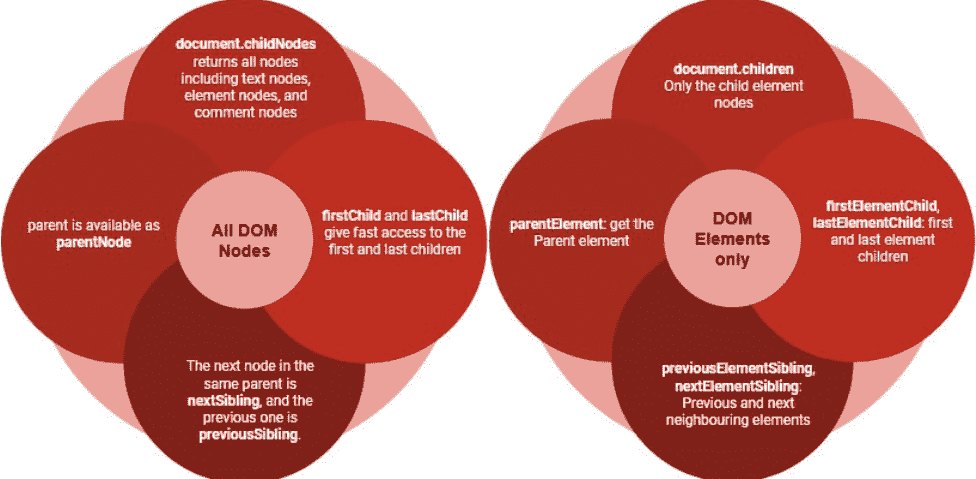 document.childNodes
returns all nodes
including text nodes,
element nodes, and
comment nodes
parent is available as
parentNode
All DOM
Nodes
firstChild and lastChild
give fast access to the
first and last children
The next node in the
same parent is
nextSibling, and the
previous one is
previousSibling.
document.children
Only the child element
nodes
parentElement: get the
Parent element
DOM
Elements
only
firstElementChild,
lastElementChild: first
and last element
children
previousElementSibling,
nextElementSibling:
Previous and next
neighbouring elements